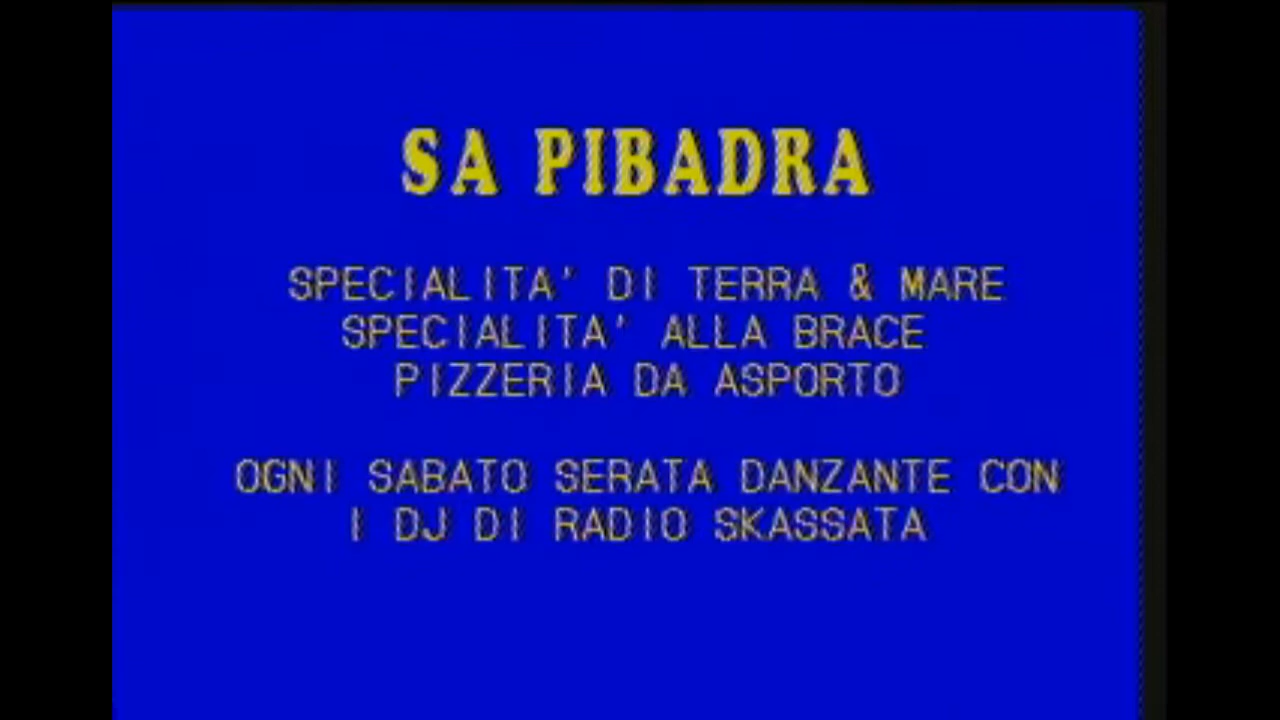 SA PIBADRA
SPECIALITA' DI TERRA & MARE
SPECIALITA' ALLA BRACE
PIZZERIA DA ASPORTO
OGNI SABATO SERATA DANZANTE CON
I DJ DI RADIO SKASSATA